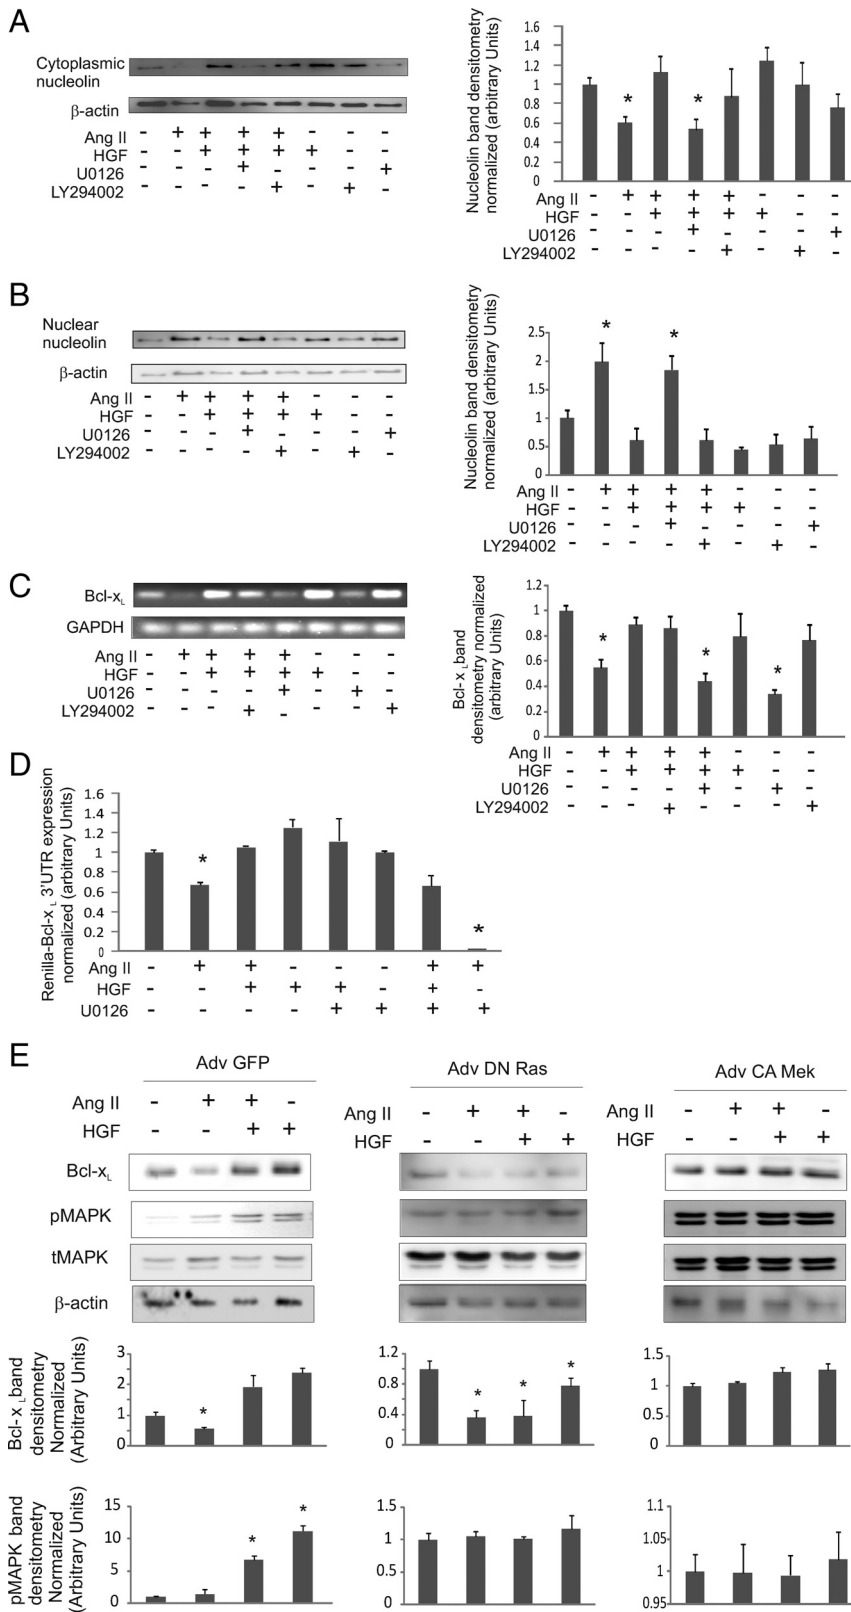 A
Cytoplasmic
nucleolin
β-actin
Ang II - + + + + - - -
HGF - - + + + + - -
U0126 - - - + - - - +
LY294002 - - - - + - + -
Nucleolin band densitometry
normalized (arbitrary Units)
1.6
1.4
1.2
1
0.8
0.6
0.4
0.2
0
* *
Ang II - + + + + - - -
HGF - - + + + + - -
U0126 - - - + - - - +
LY294002 - - - - + - + -
B
Nuclear
nucleolin
β-actin
Ang II - + + + + - - -
HGF - - + + + + - -
U0126 - - - + - - - +
LY294002 - - - - + - + -
Nucleolin band densitometry
normalized (arbitrary Units)
2.5
2
1.5
1
0.5
0
* *
Ang II - + + + + - - -
HGF - - + + + + - -
U0126 - - - + - - - +
LY294002 - - - - + - + -
C
Bcl-xL
GAPDH
Ang II - + + + + - - -
HGF - - + + + + - -
U0126 - - - - + - + -
LY294002 - - - + - - - +
Bcl-xL band
densitometry normalized
(arbitrary Units)
1.2
1
0.8
0.6
0.4
0.2
0
* * *
Ang II - + + + + - - -
HGF - - + + + + - -
U0126 - - - - + - + -
LY294002 - - - + - - - +
D
Renilla-Bcl-xL 3'UTR expression
normalized (arbitrary Units)
1.6
1.4
1.2
1
0.8
0.6
0.4
0.2
0
* *
Ang II - + + - - - + +
HGF - - + + + - + -
U0126 - - - - + + + +
E
Adv GFP
Ang II - + + -
HGF - - + +
Bcl-xL
pMAPK
tMAPK
β-actin
Adv DN Ras
Ang II - + + -
HGF - - + +
Adv CA Mek
Ang II - + + -
HGF - - + +
Bcl-xL band
densitometry
Normalized
(Arbitrary Units)
3
2
1
0
*
1.2
0.8
0.4
0
* * *
1.5
1
0.5
0
pMAPK band
densitometry
Normalized
(Arbitrary Units)
15
10
5
0
* *
1.5
1
0.5
0
1.1
1.05
1
0.95